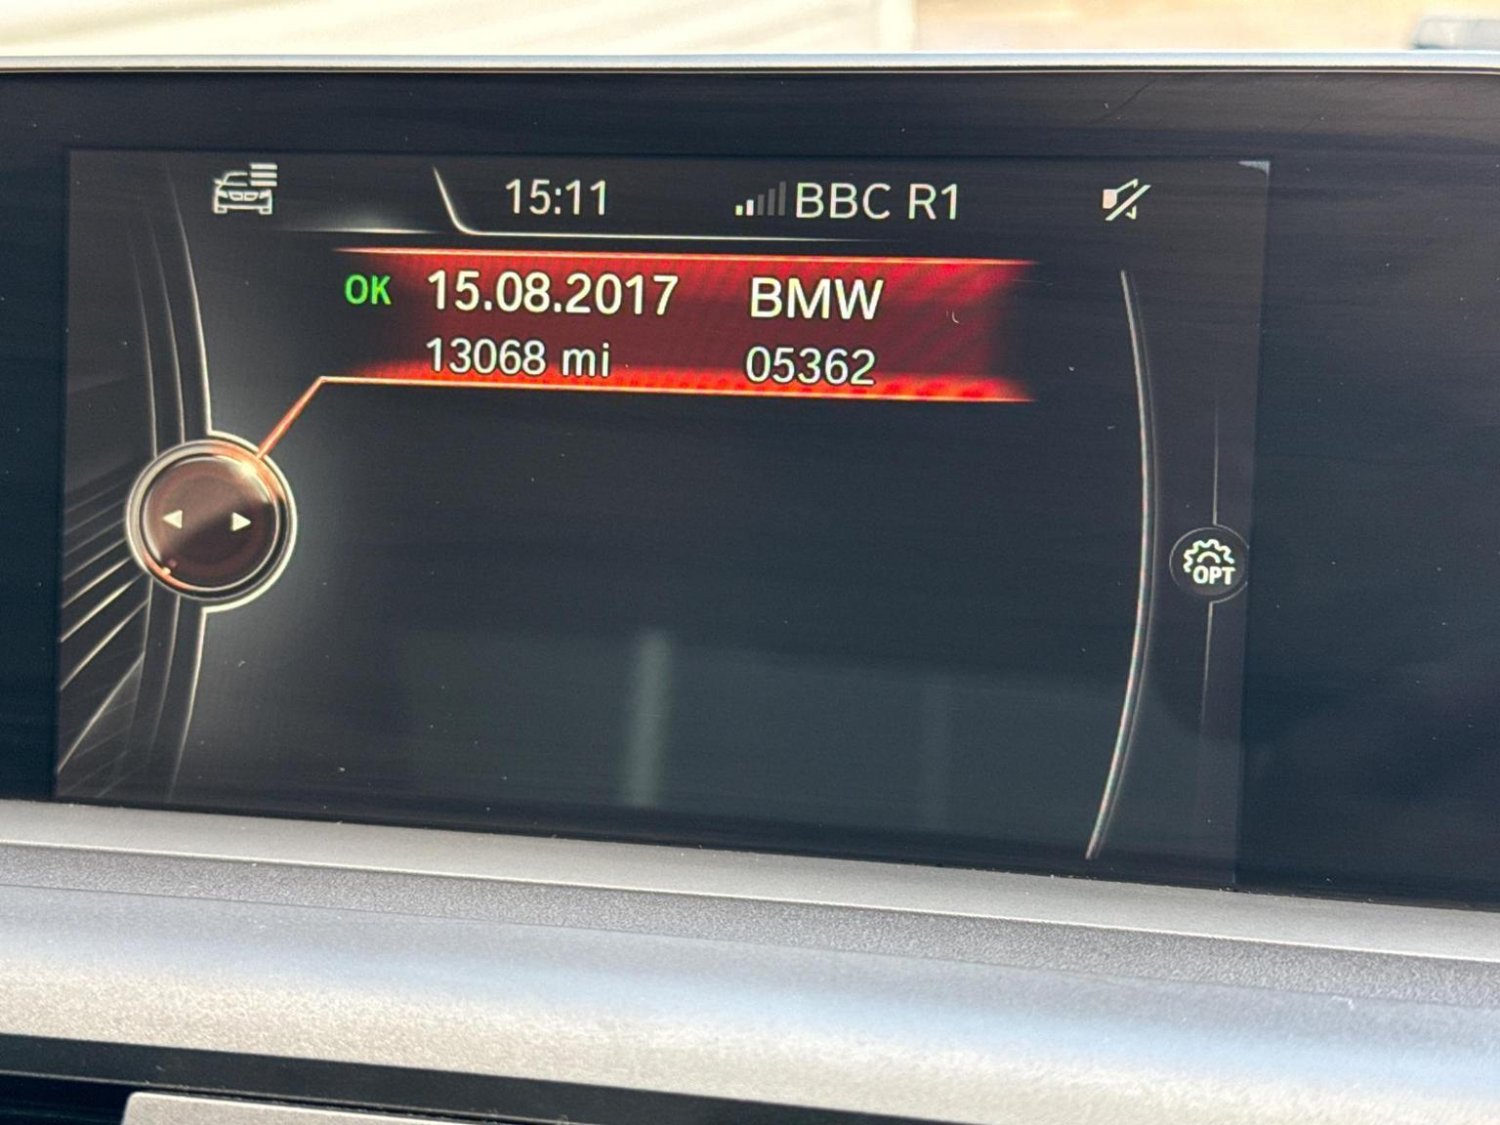 15:11 BBC R1
OK 15.08.2017 BMW
13068 mi 05362
OPT